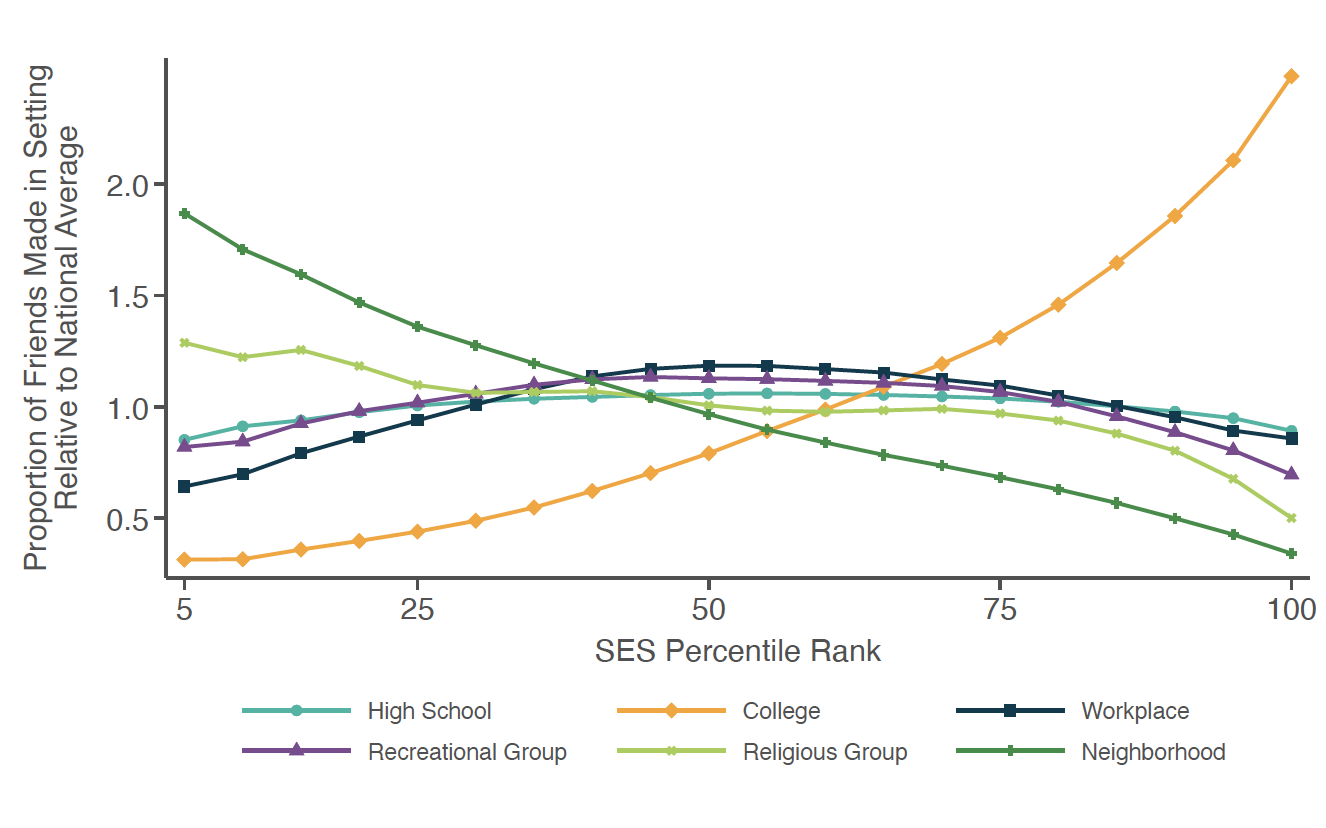 Proportion of Friends Made in Setting
Relative to National Average
2.0
1.5
1.0
0.5
5 25 50 75 100
SES Percentile Rank
High School College Workplace
Recreational Group Religious Group Neighborhood